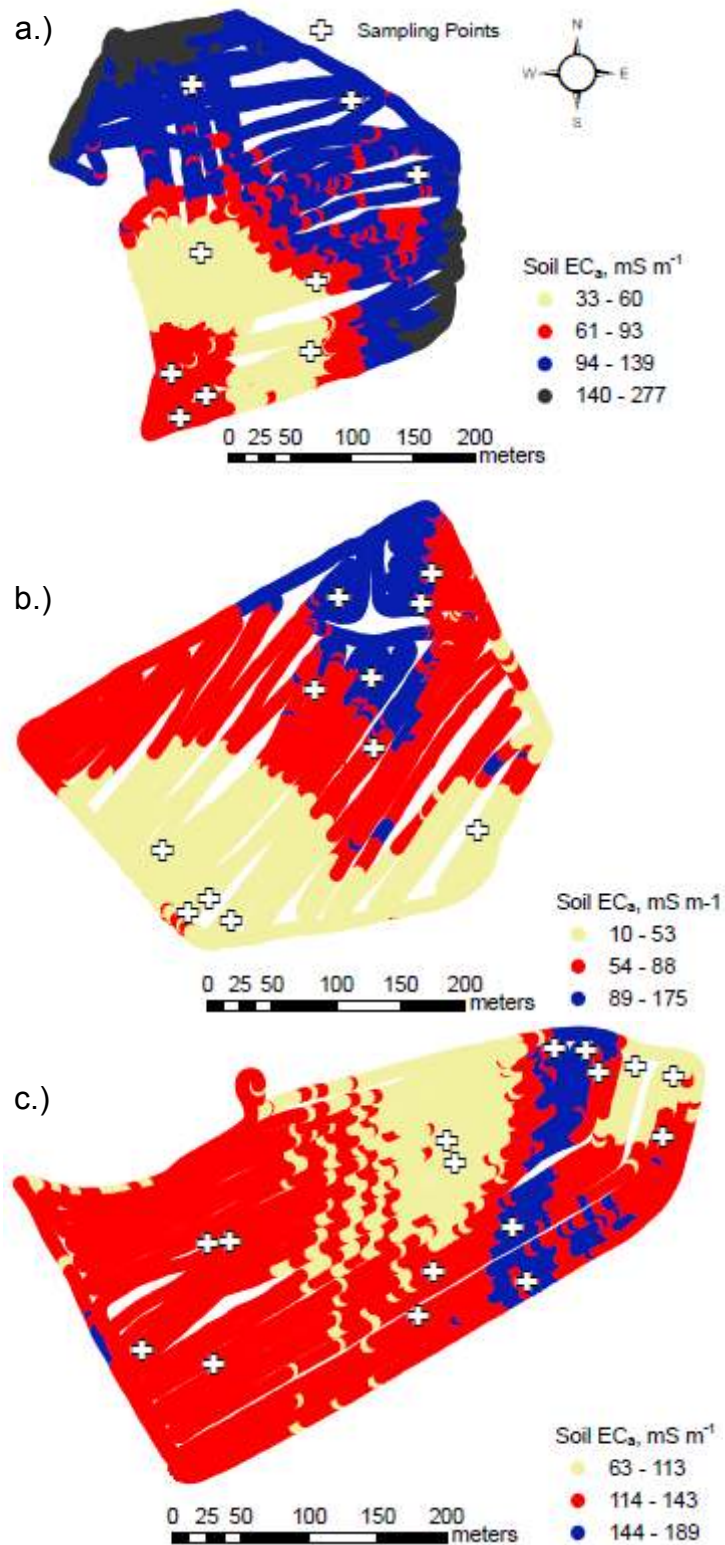 a.)
Sampling Points
N
W E
S
Soil ECa, mS m-1
33 - 60
61 - 93
94 - 139
140 - 277
0 25 50 100 150 200
meters
b.)
Soil ECa, mS m-1
10 - 53
54 - 88
89 - 175
0 25 50 100 150 200
meters
c.)
Soil ECa, mS m-1
63 - 113
114 - 143
144 - 189
0 25 50 100 150 200
meters